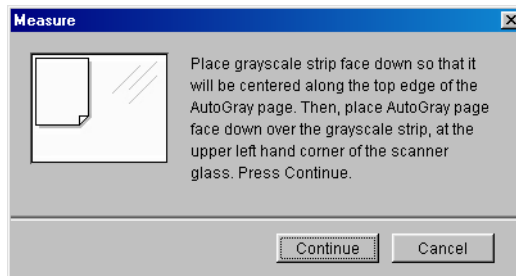 Measure
Place grayscale strip face down so that it
will be centered along the top edge of the
AutoGray page. Then, place AutoGray page
face down over the grayscale strip, at the
upper left hand corner of the scanner
glass. Press Continue.
Continue
Cancel